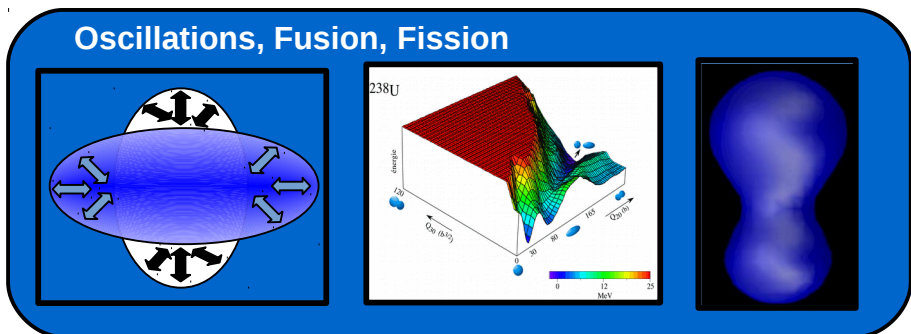 Oscillations, Fusion, Fission
238U
énergie
120
Q30 (b3/2)
0
30
80
165
Q20 (b)
0
12
25
MeV